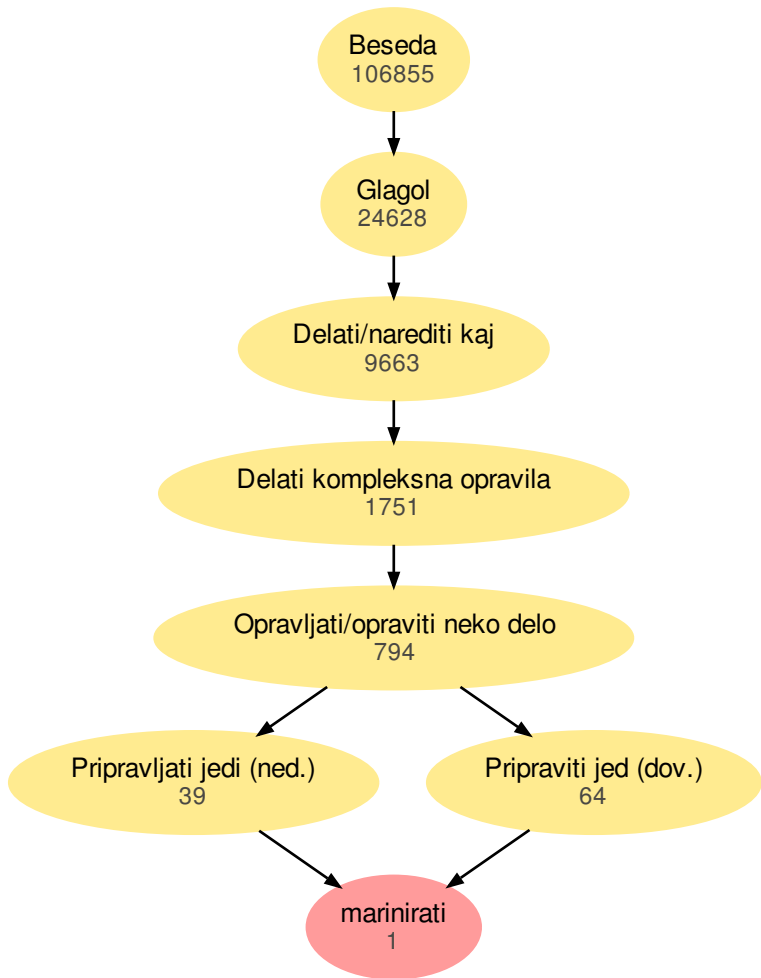 Beseda
106855
Glagol
24628
Delati/narediti kaj
9663
Delati kompleksna opravila
1751
Opravljati/opraviti neko delo
794
Pripravljati jedi (ned.)
39
Pripraviti jed (dov.)
64
marinirati
1